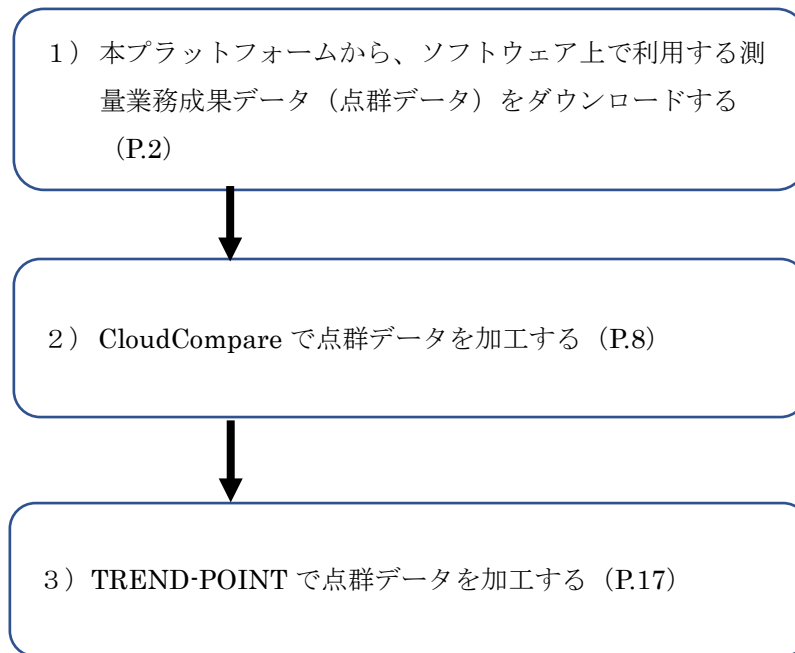 １） 本プラットフォームから、ソフトウェア上で利用する測
量業務成果データ（点群データ）をダウンロードする
（P.2）
２） CloudCompare で点群データを加工する（P.8）
３）TREND-POINT で点群データを加工する（P.17）